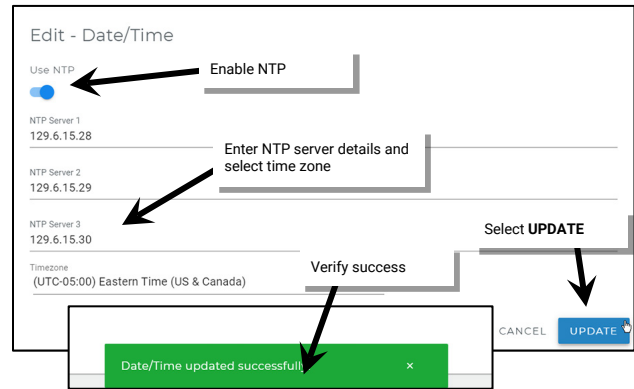 Edit - Date/Time
Use NTP
Enable NTP
NTP Server 1
129.6.15.28
Enter NTP server details and
select time zone
NTP Server 2
129.6.15.29
NTP Server 3
129.6.15.30
Select UPDATE
Timezone
(UTC-05:00) Eastern Time (US & Canada)
Verify success
CANCEL UPDATE
Date/Time updated successfully ×